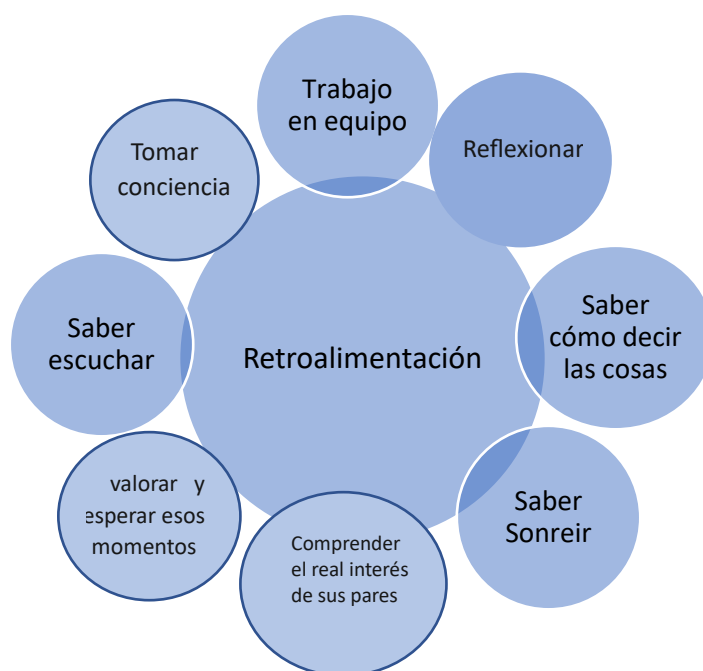 Trabajo
en equipo
Reflexionar
Tomar
conciencia
Saber
cómo decir
las cosas
Saber
escuchar
Retroalimentación
valorar y
esperar esos
momentos
Saber
Sonreir
Comprender
el real interés
de sus pares